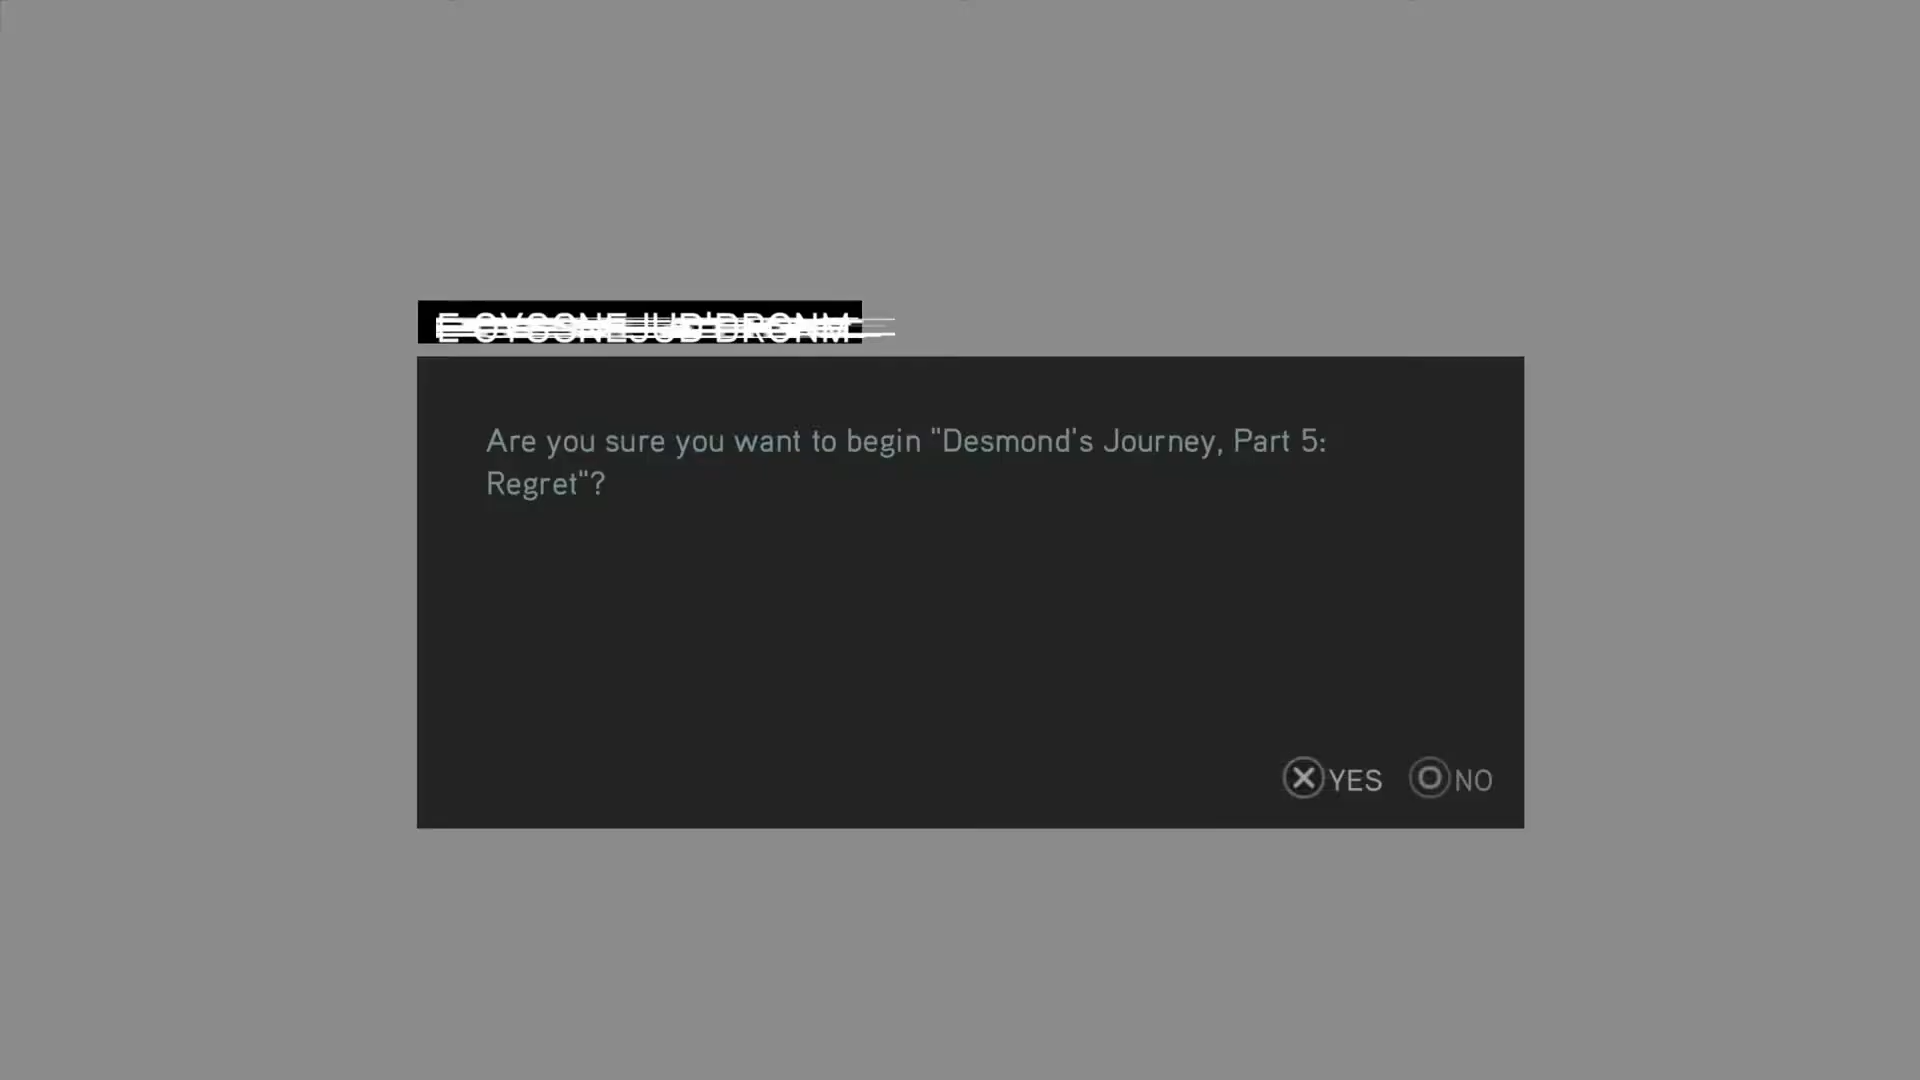 Are you sure you want to begin "Desmond's Journey, Part 5:
Regret"?
YES NO